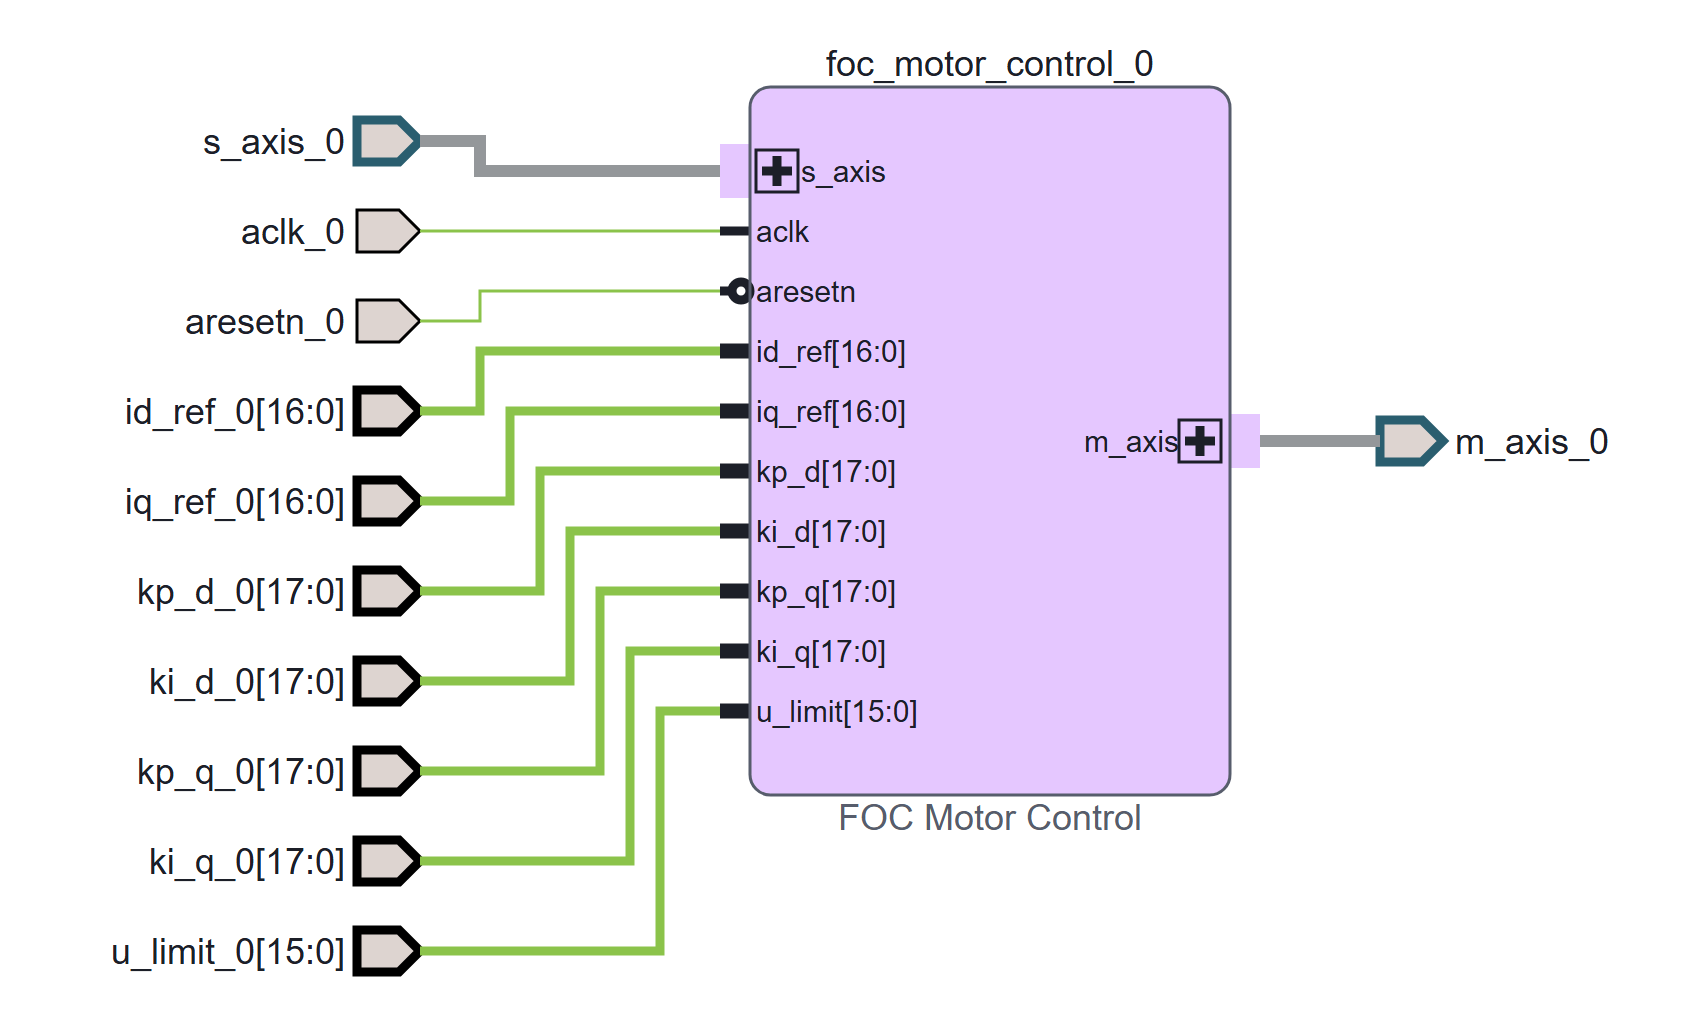 foc_motor_control_0
s_axis_0
aclk_0
aresetn_0
id_ref_0[16:0]
iq_ref_0[16:0]
kp_d_0[17:0]
ki_d_0[17:0]
kp_q_0[17:0]
ki_q_0[17:0]
u_limit_0[15:0]
s_axis
aclk
aresetn
id_ref[16:0]
iq_ref[16:0]
kp_d[17:0]
ki_d[17:0]
kp_q[17:0]
ki_q[17:0]
u_limit[15:0]
m_axis
m_axis_0
FOC Motor Control